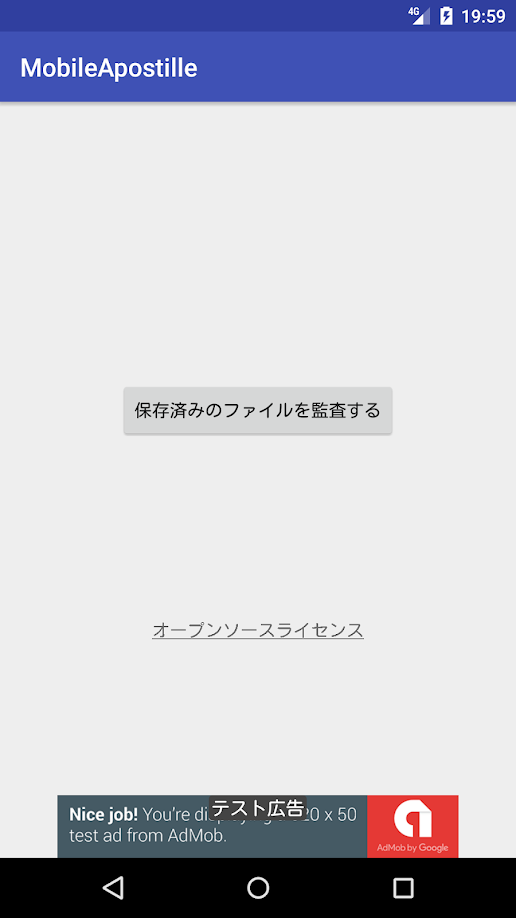 4G 19:59
MobileApostille
保存済みのファイルを監査する
オープンソースライセンス
Nice job! You're 20 x 50
テスト広告
test ad from AdMob.
AdMob by Google